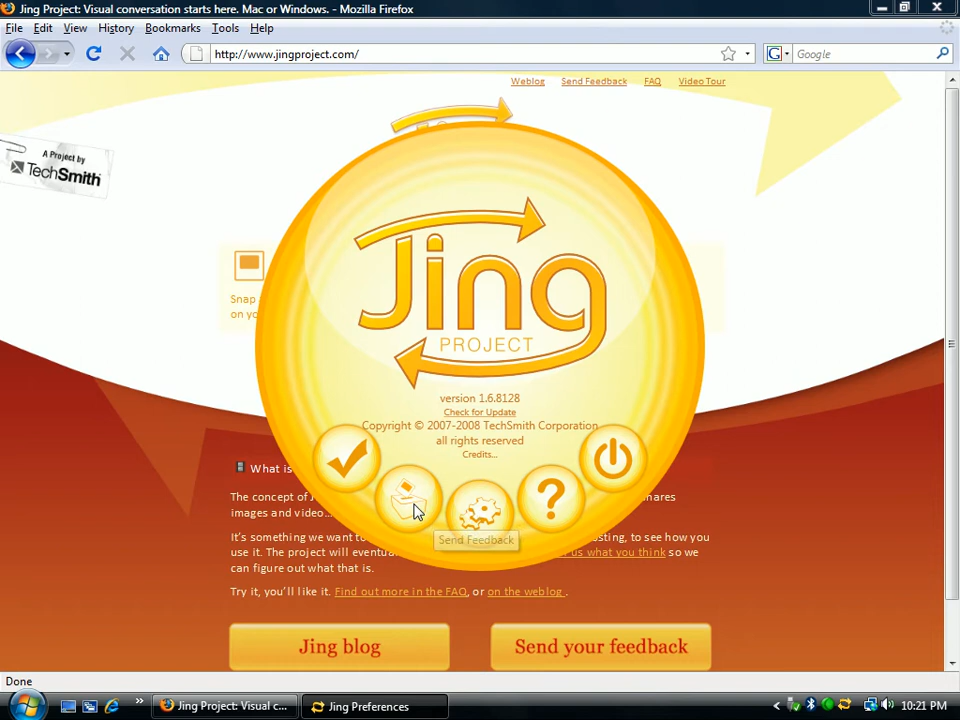 Jing Project: Visual conversation starts here. Mac or Windows. - Mozilla Firefox
File Edit View History Bookmarks Tools Help
http://www.jingproject.com/
G Google
Weblog Send Feedback FAQ Video Tour
A Project by
TechSmith
Jing
PROJECT
Snap
on yo
version 1.6.8128
Check for Update
Copyright © 2007-2008 TechSmith Corporation
all rights reserved
Credits...
?
Send Feedback
What is
The concept of J
hares
images and video...
It's something we want to
osting, to see how you
use it. The project will eventua
us what you think so we
can figure out what that is.
Try it, you'll like it. Find out more in the FAQ, or on the weblog.
Jing blog
Send your feedback
Done
» Jing Project: Visual c... Jing Preferences
10:21 PM